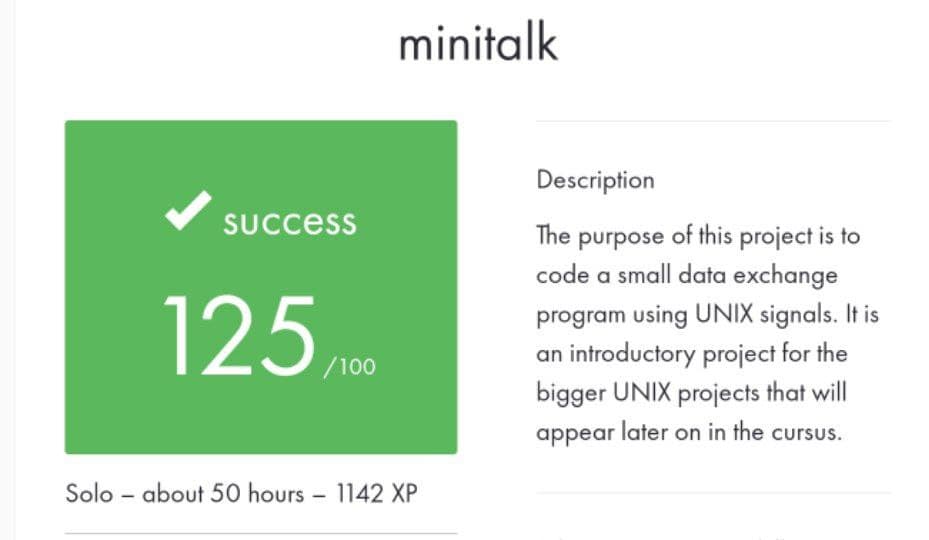 minitalk
success
125 /100
Solo – about 50 hours – 1142 XP
Description
The purpose of this project is to
code a small data exchange
program using UNIX signals. It is
an introductory project for the
bigger UNIX projects that will
appear later on in the cursus.